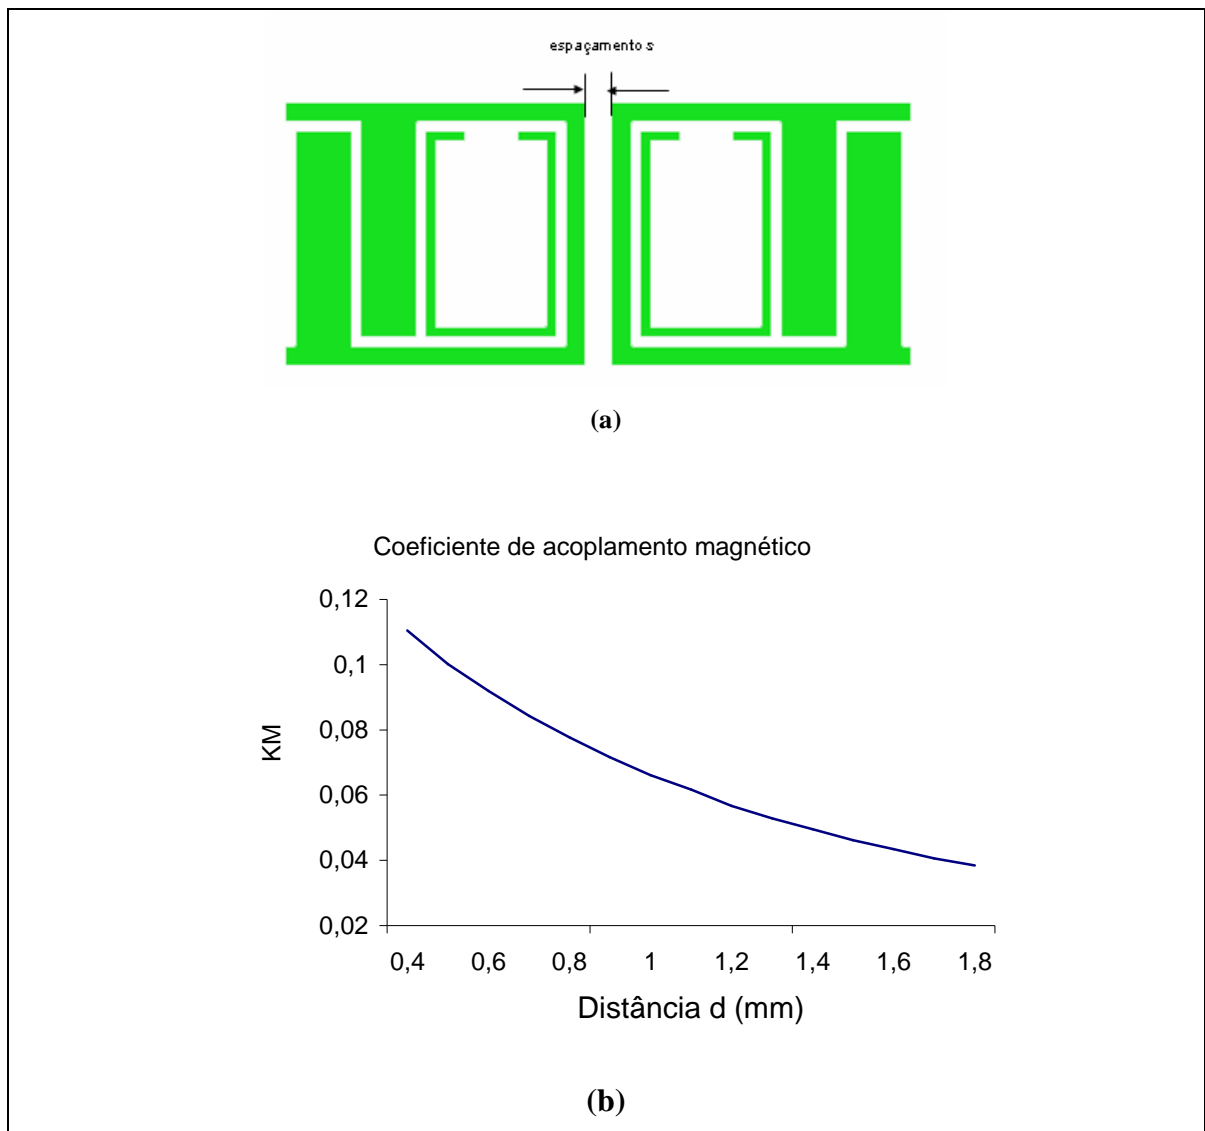 espaçamento s
(a)
Coeficiente de acoplamento magnético
0,12
0,1
0,08
0,06
0,04
0,02
KM
0,4 0,6 0,8 1 1,2 1,4 1,6 1,8
Distância d (mm)
(b)